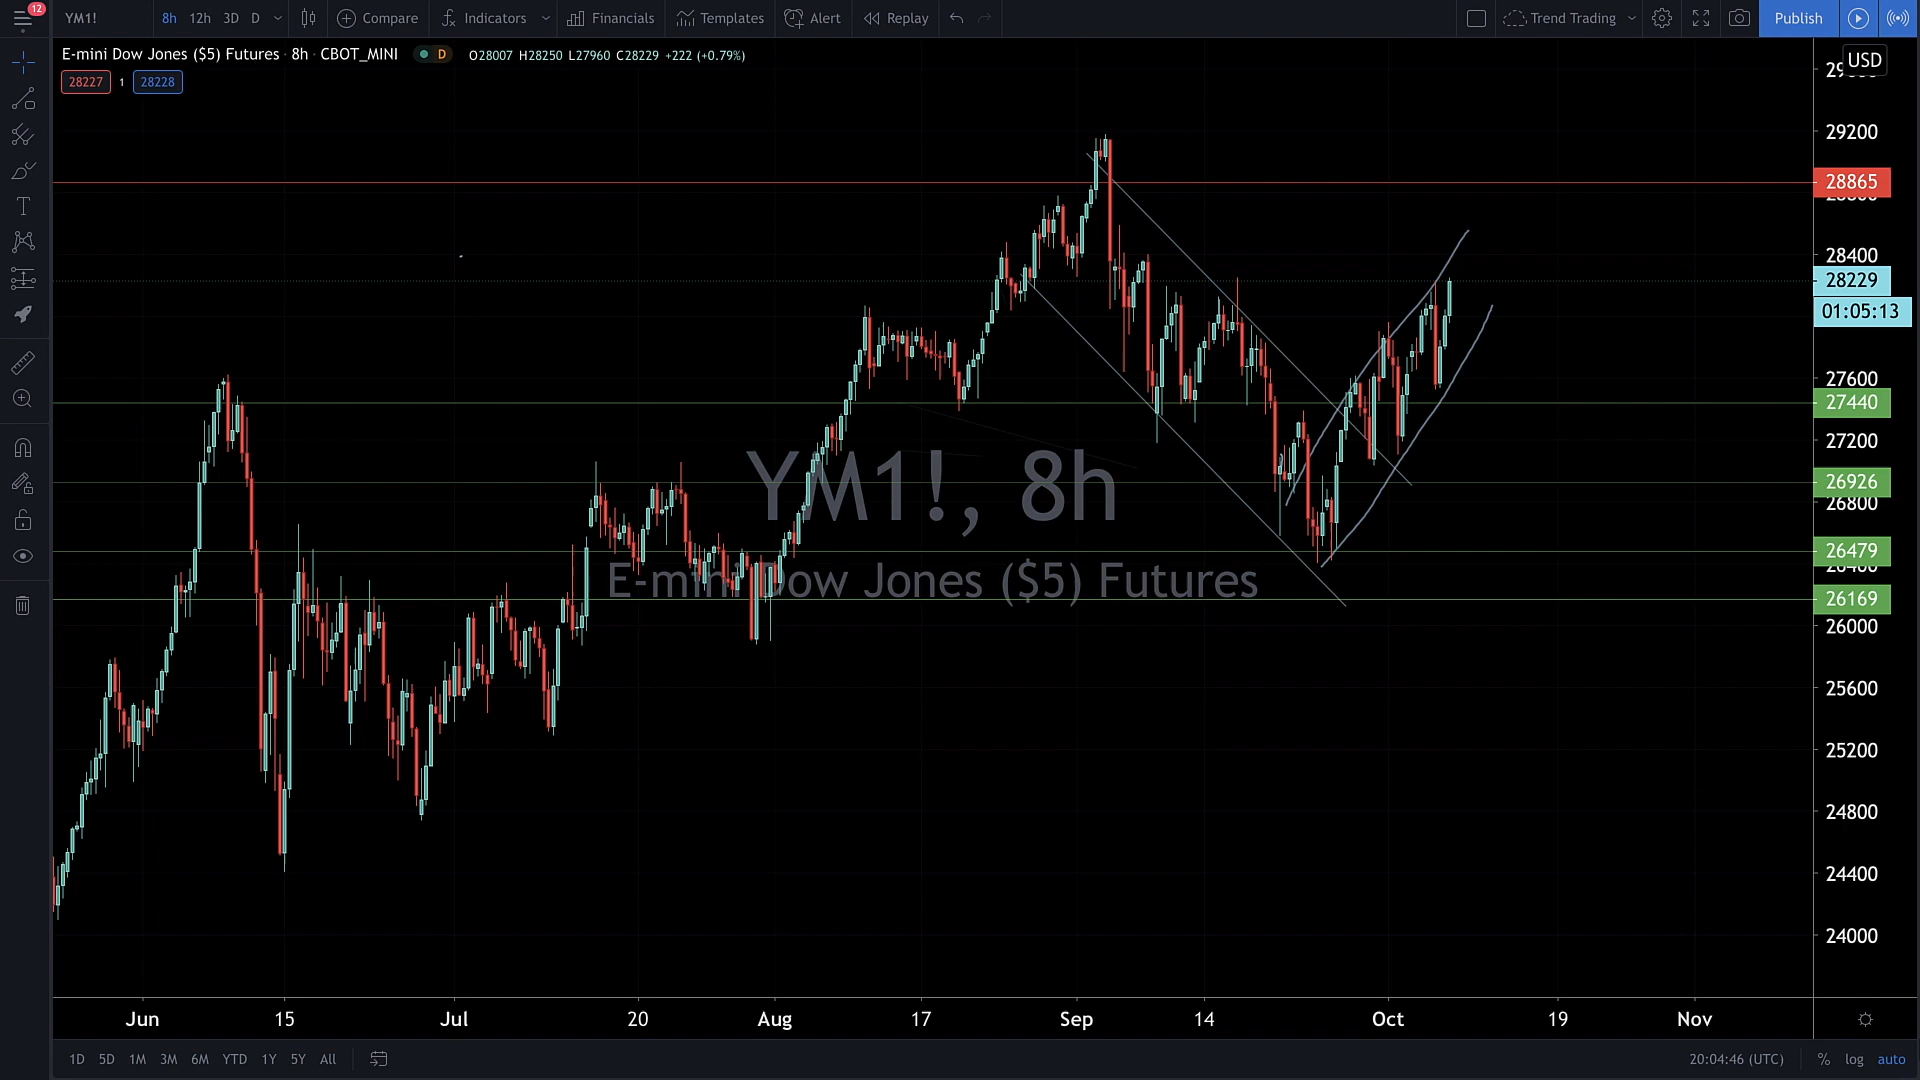 12
YM1! 8h 12h 3D D Compare Indicators Financials Templates Alert Replay Trend Trading Publish
E-mini Dow Jones ($5) Futures · 8h · CBOT_MINI D O28007 H28250 L27960 C28229 +222 (+0.79%)
USD
28227 1 28228
29200
28865
28400
28229
01:05:13
27600
27440
27200
YM1!, 8h
26926
26800
26479
E-mini Dow Jones ($5) Futures
26169
26000
25600
25200
24800
24400
24000
Jun 15 Jul 20 Aug 17 Sep 14 Oct 19 Nov
1D 5D 1M 3M 6M YTD 1Y 5Y All 20:04:46 (UTC) % log auto